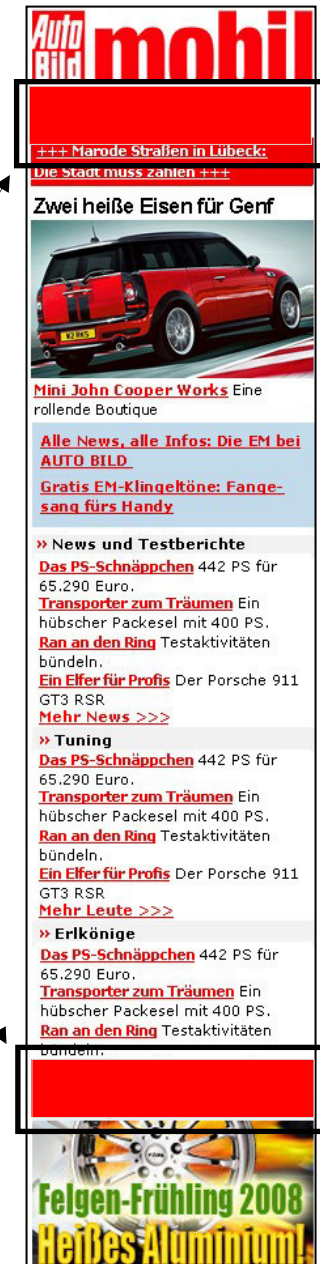 Auto
Bild
mobil
+++ Marode Straßen in Lübeck:
Die Stadt muss zahlen +++
Zwei heiße Eisen für Genf
W2 RKS
Mini John Cooper Works Eine
rollende Boutique
Alle News, alle Infos: Die EM bei
AUTO BILD
Gratis EM-Klingeltöne: Fange-
sang fürs Handy
» News und Testberichte
Das PS-Schnäppchen 442 PS für
65.290 Euro.
Transporter zum Träumen Ein
hübscher Packesel mit 400 PS.
Ran an den Ring Testaktivitäten
bündeln.
Ein Elfer für Profis Der Porsche 911
GT3 RSR
Mehr News >>>
» Tuning
Das PS-Schnäppchen 442 PS für
65.290 Euro.
Transporter zum Träumen Ein
hübscher Packesel mit 400 PS.
Ran an den Ring Testaktivitäten
bündeln.
Ein Elfer für Profis Der Porsche 911
GT3 RSR
Mehr Leute >>>
» Erlkönige
Das PS-Schnäppchen 442 PS für
65.290 Euro.
Transporter zum Träumen Ein
hübscher Packesel mit 400 PS.
Ran an den Ring Testaktivitäten
bündeln.
Felgen-Frühling 2008
Heißes Aluminium!